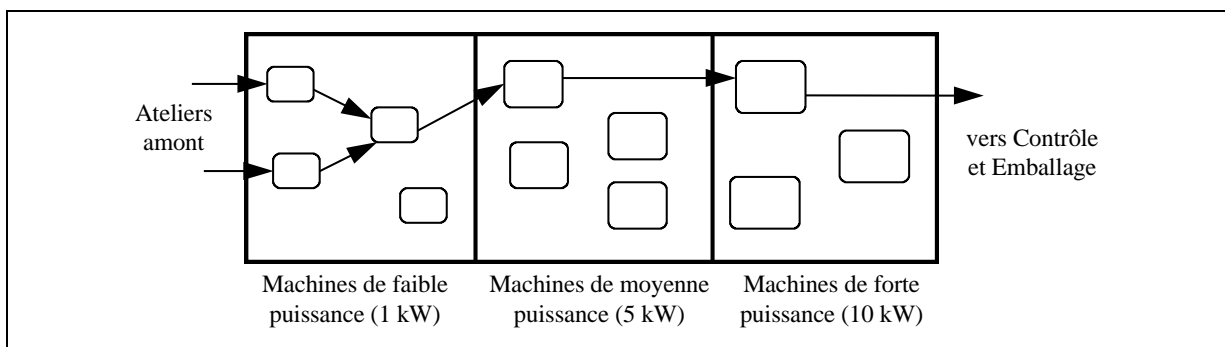 Ateliers
amont
vers Contrôle
et Emballage
Machines de faible
puissance (1 kW)
Machines de moyenne
puissance (5 kW)
Machines de forte
puissance (10 kW)